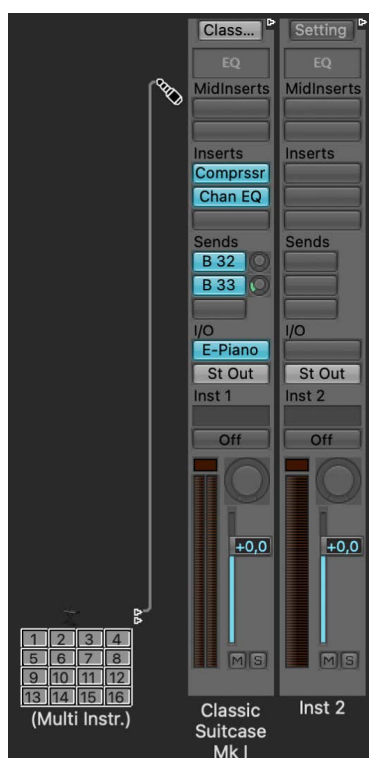 Class...
Setting
EQ
EQ
MidInserts
MidInserts
Inserts
Inserts
Comprssr
Chan EQ
Sends
Sends
B 32
B 33
I/O
I/O
E-Piano
St Out
St Out
Inst 1
Inst 2
Off
Off
+0,0
+0,0
M S
M S
1 2 3 4
5 6 7 8
9 10 11 12
13 14 15 16
(Multi Instr.)
Classic
Suitcase
Mk I
Inst 2